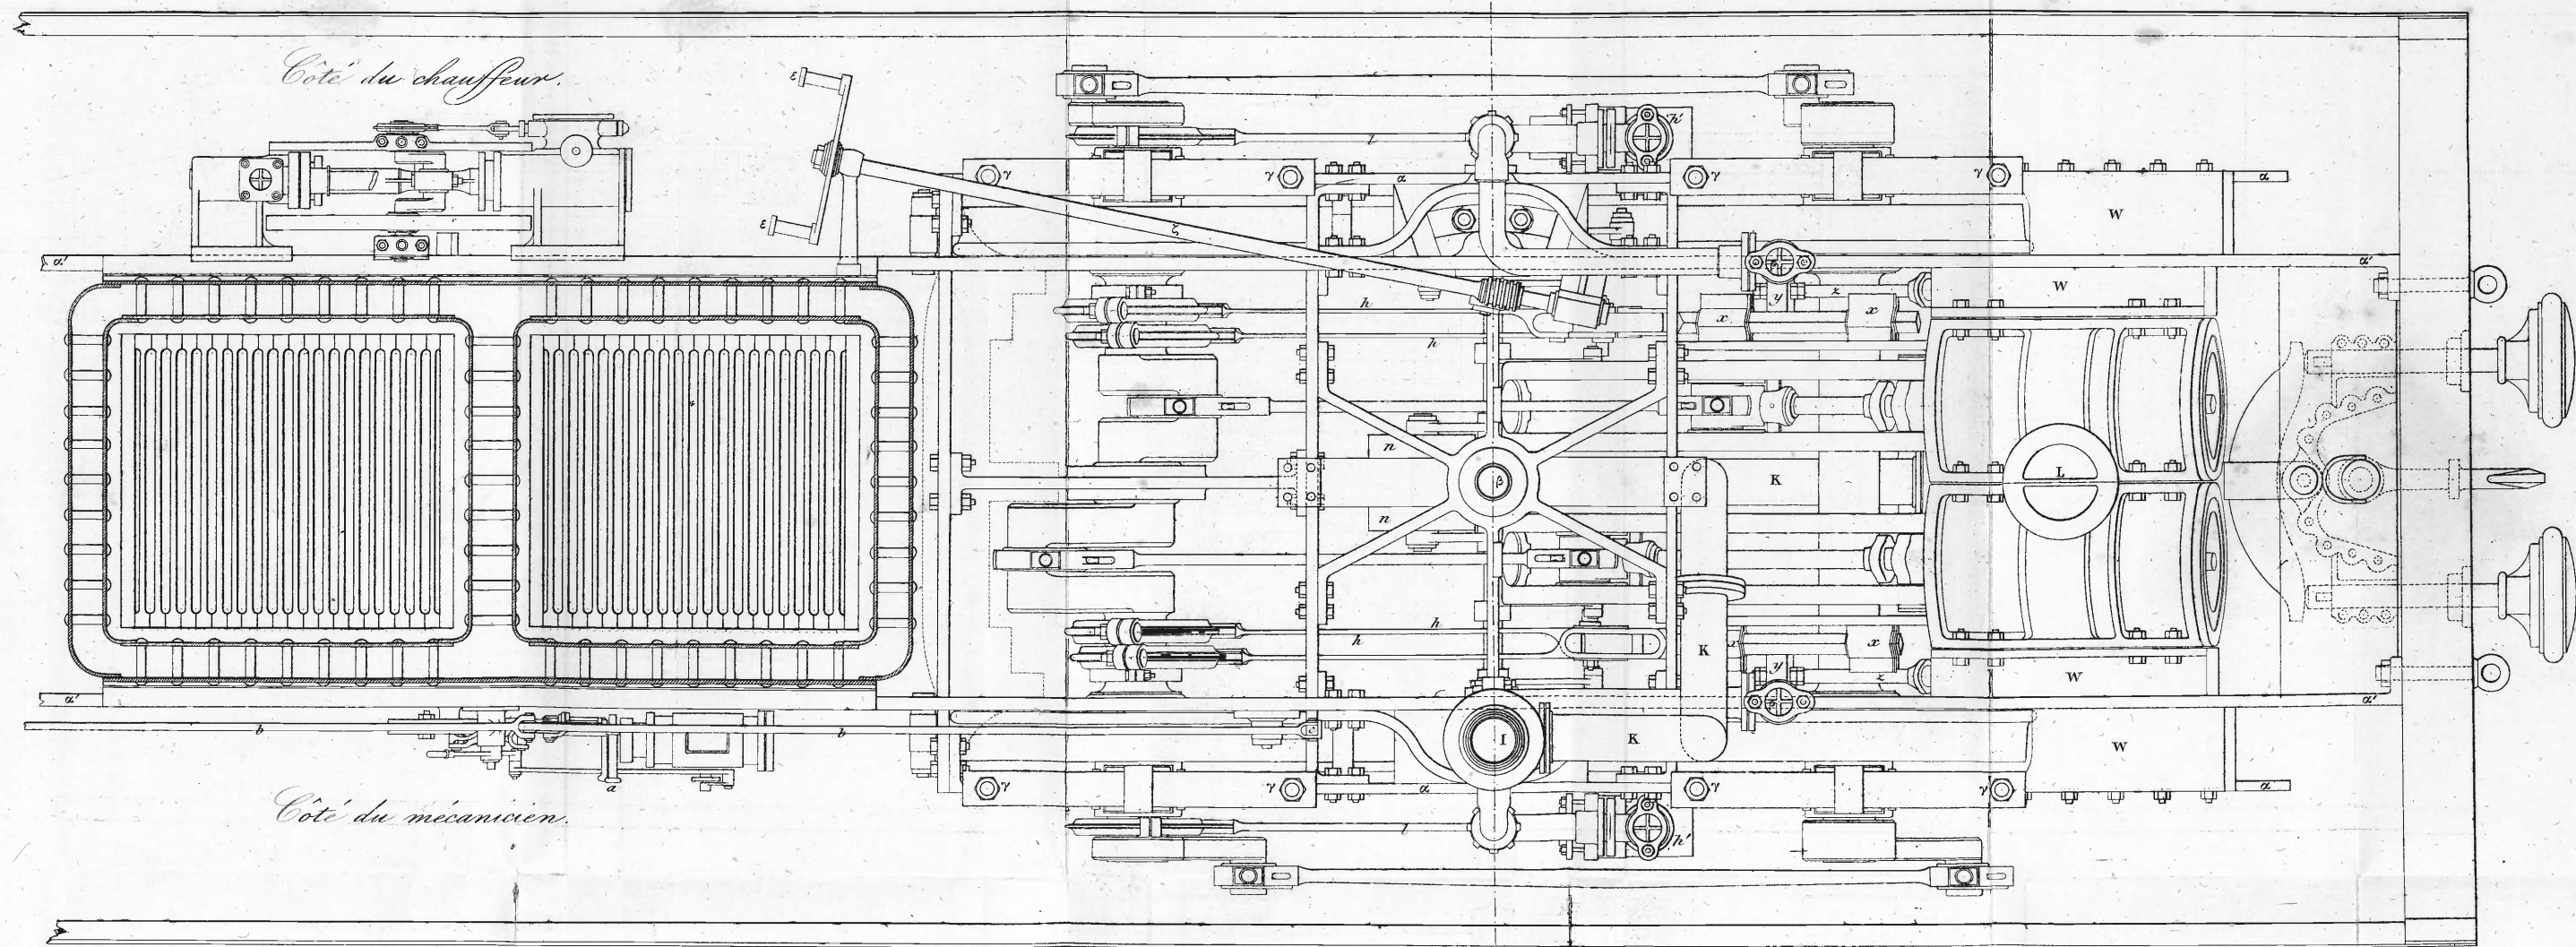 Côté du chauffeur.
ε
ε
h'
l
γ
γ
α
γ
γ
α
W
ζ
α'
α'
W
h
y
z
x
x
h
n
K
L
β
n
h
h
K
x
y
z
W
α'
α'
b
b
I
K
W
a
γ
γ
α
γ
γ
α
Côté du mécanicien.
l
h'